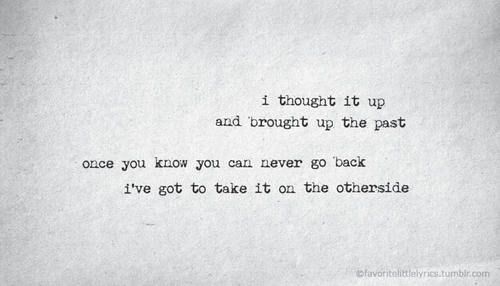 i thought it up
and brought up the past
once you know you can never go back
i've got to take it on the otherside
©favoritelittlelyrics.tumblr.com